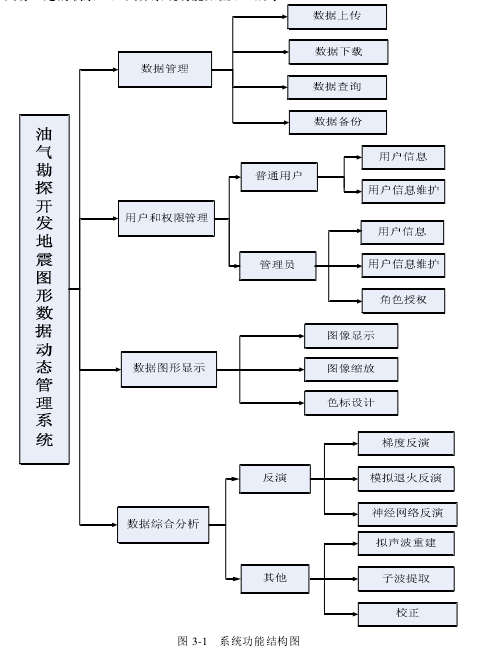 油气勘探开发地震图形数据动态管理系统
数据管理
数据上传
数据下载
数据查询
数据备份
用户和权限管理
普通用户
用户信息
用户信息维护
管理员
用户信息
用户信息维护
角色授权
数据图形显示
图像显示
图像缩放
色标设计
数据综合分析
反演
梯度反演
模拟退火反演
神经网络反演
其他
拟声波重建
子波提取
校正
图 3-1 系统功能结构图